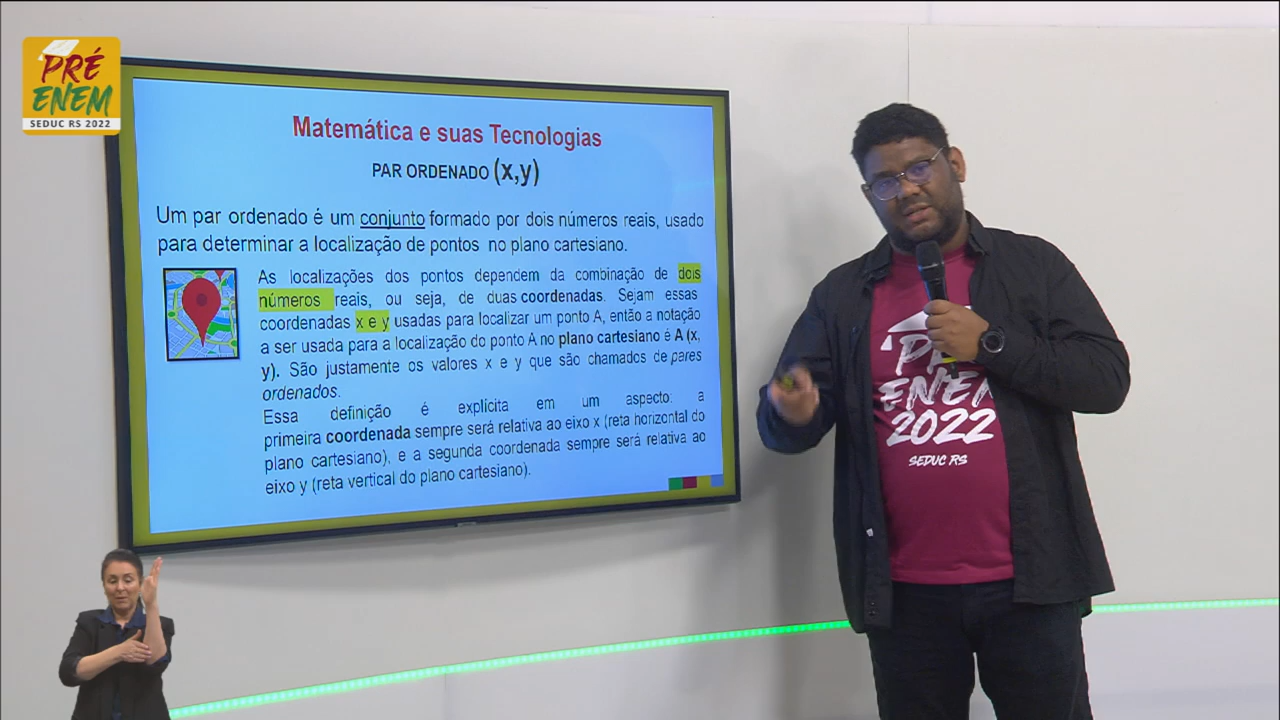 PRÉ
ENEM
SEDUC RS 2022
Matemática e suas Tecnologias
PAR ORDENADO (x,y)
Um par ordenado é um conjunto formado por dois números reais, usado
para determinar a localização de pontos no plano cartesiano.
As localizações dos pontos dependem da combinação de dois
números reais, ou seja, de duas coordenadas. Sejam essas
coordenadas x e y usadas para localizar um ponto A, então a notação
a ser usada para a localização do ponto A no plano cartesiano é A (x,
y). São justamente os valores x e y que são chamados de pares
ordenados.
Essa definição é explícita em um aspecto: a
primeira coordenada sempre será relativa ao eixo x (reta horizontal do
plano cartesiano), e a segunda coordenada sempre será relativa ao
eixo y (reta vertical do plano cartesiano).
PRÉ
ENEM
2022
SEDUC RS